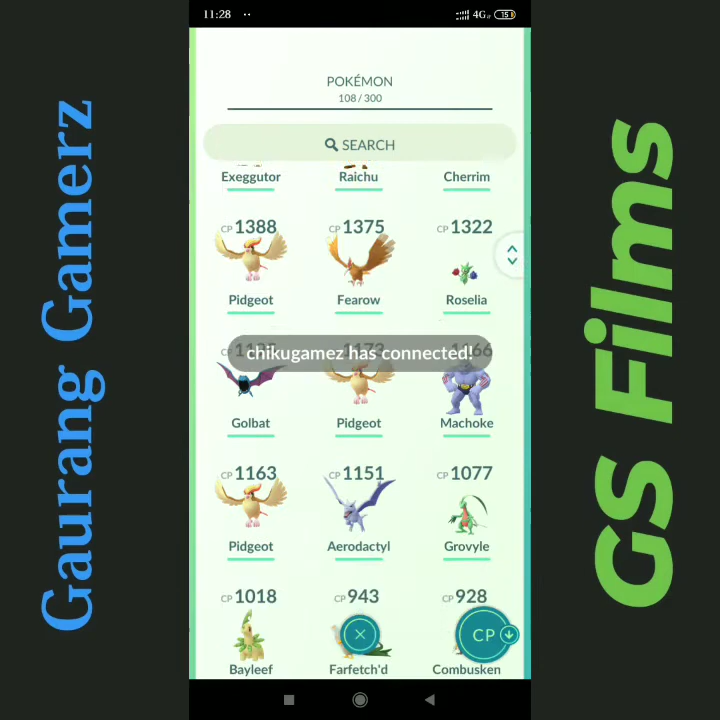 Gaurang Gamerz
11:28
4G
15
POKÉMON
108 / 300
SEARCH
Exeggutor Raichu Cherrim
CP 1388 CP 1375 CP 1322
Pidgeot Fearow Roselia
chikugamez has connected!
Golbat Pidgeot Machoke
CP 1163 CP 1151 CP 1077
Pidgeot Aerodactyl Grovyle
CP 1018 CP 943 CP 928
CP
Bayleef Farfetch'd Combusken
GS Films